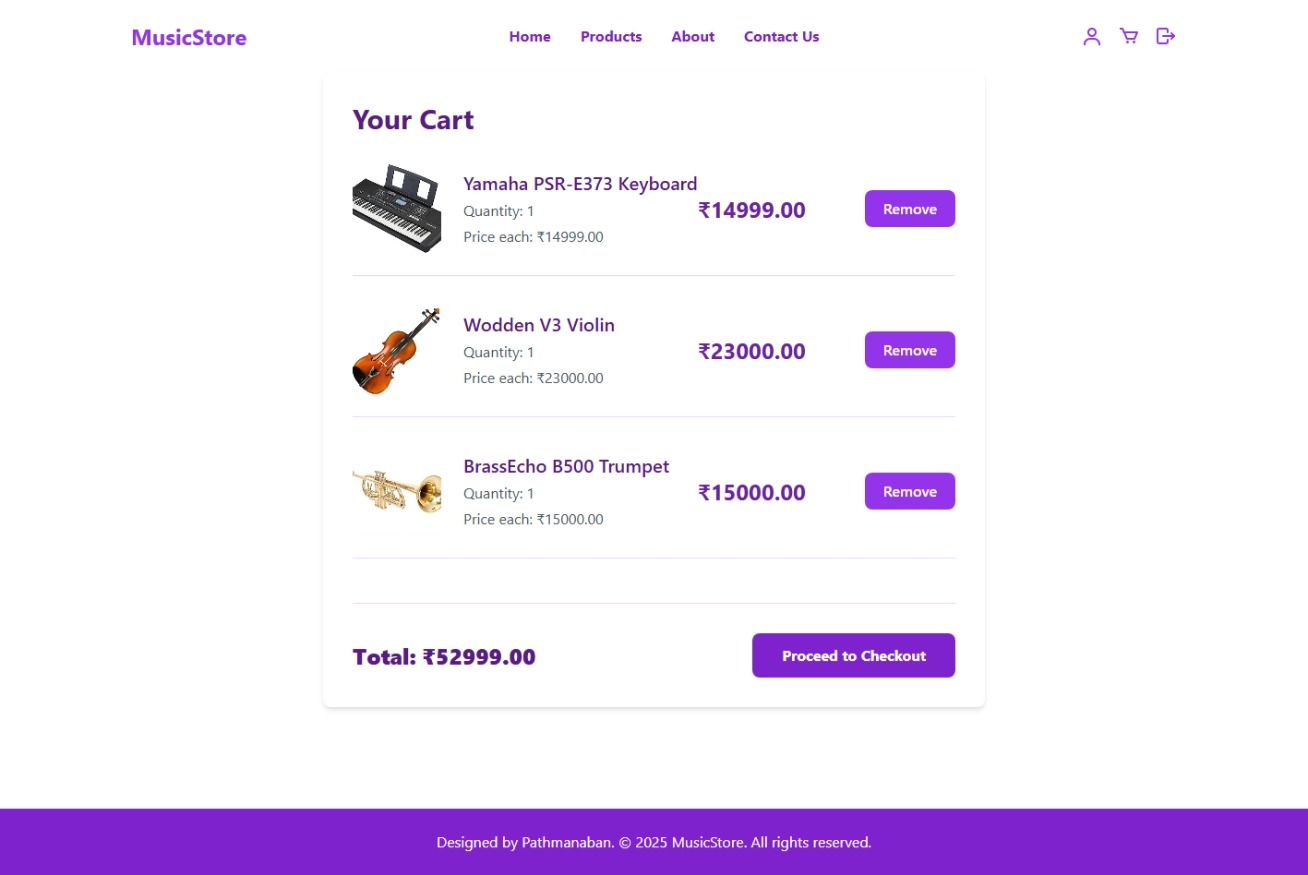 MusicStore
Home
Products
About
Contact Us
Your Cart
Yamaha PSR-E373 Keyboard
Quantity: 1
Price each: ₹14999.00
₹14999.00
Remove
Wodden V3 Violin
Quantity: 1
Price each: ₹23000.00
₹23000.00
Remove
BrassEcho B500 Trumpet
Quantity: 1
Price each: ₹15000.00
₹15000.00
Remove
Total: ₹52999.00
Proceed to Checkout
Designed by Pathmanaban. © 2025 MusicStore. All rights reserved.